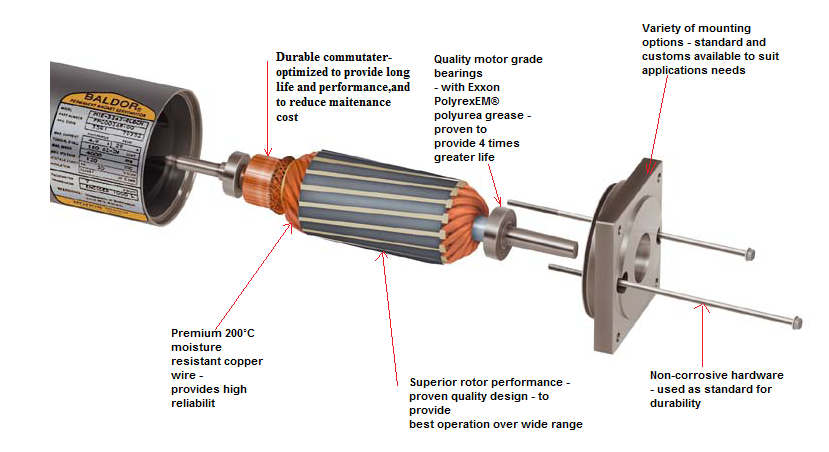 Durable commutater-
optimized to provide long
life and performance,and
to reduce maitenance
cost
Quality motor grade
bearings
- with Exxon
PolyrexEM®
polyurea grease -
proven to
provide 4 times
greater life
Variety of mounting
options - standard and
customs available to suit
applications needs
BALDOR
PERMANENT MAGNET SERVOMOTOR
Premium 200°C
moisture
resistant copper
wire -
provides high
reliabilit
Superior rotor performance -
proven quality design - to
provide
best operation over wide range
Non-corrosive hardware
- used as standard for
durability